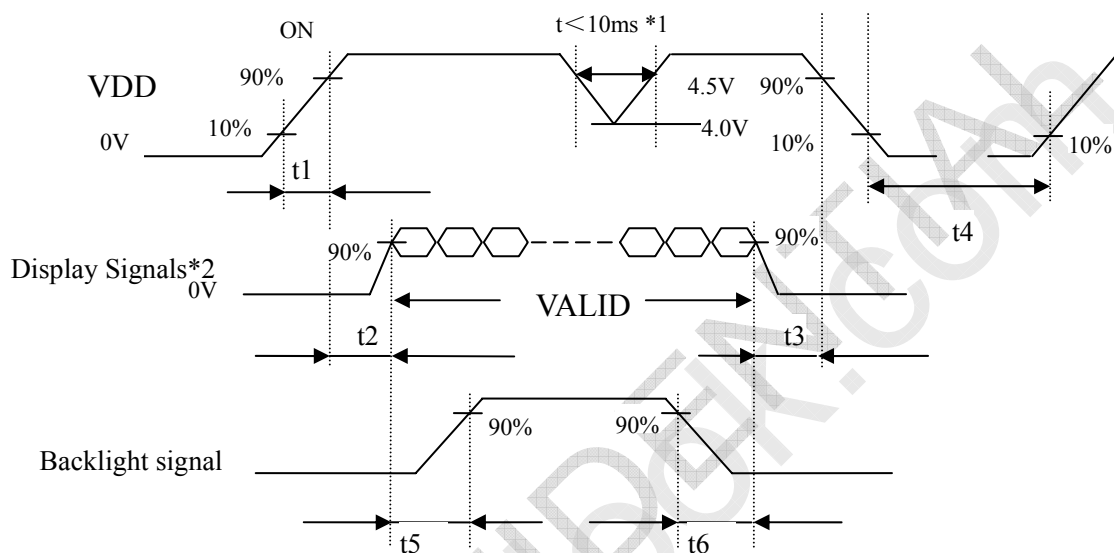 t<10ms *1
ON
VDD
90%
10%
0V
4.5V
4.0V
90%
10%
10%
t1
t4
90%
90%
Display Signals*2
0V
VALID
t2
t3
90%
90%
Backlight signal
t5
t6